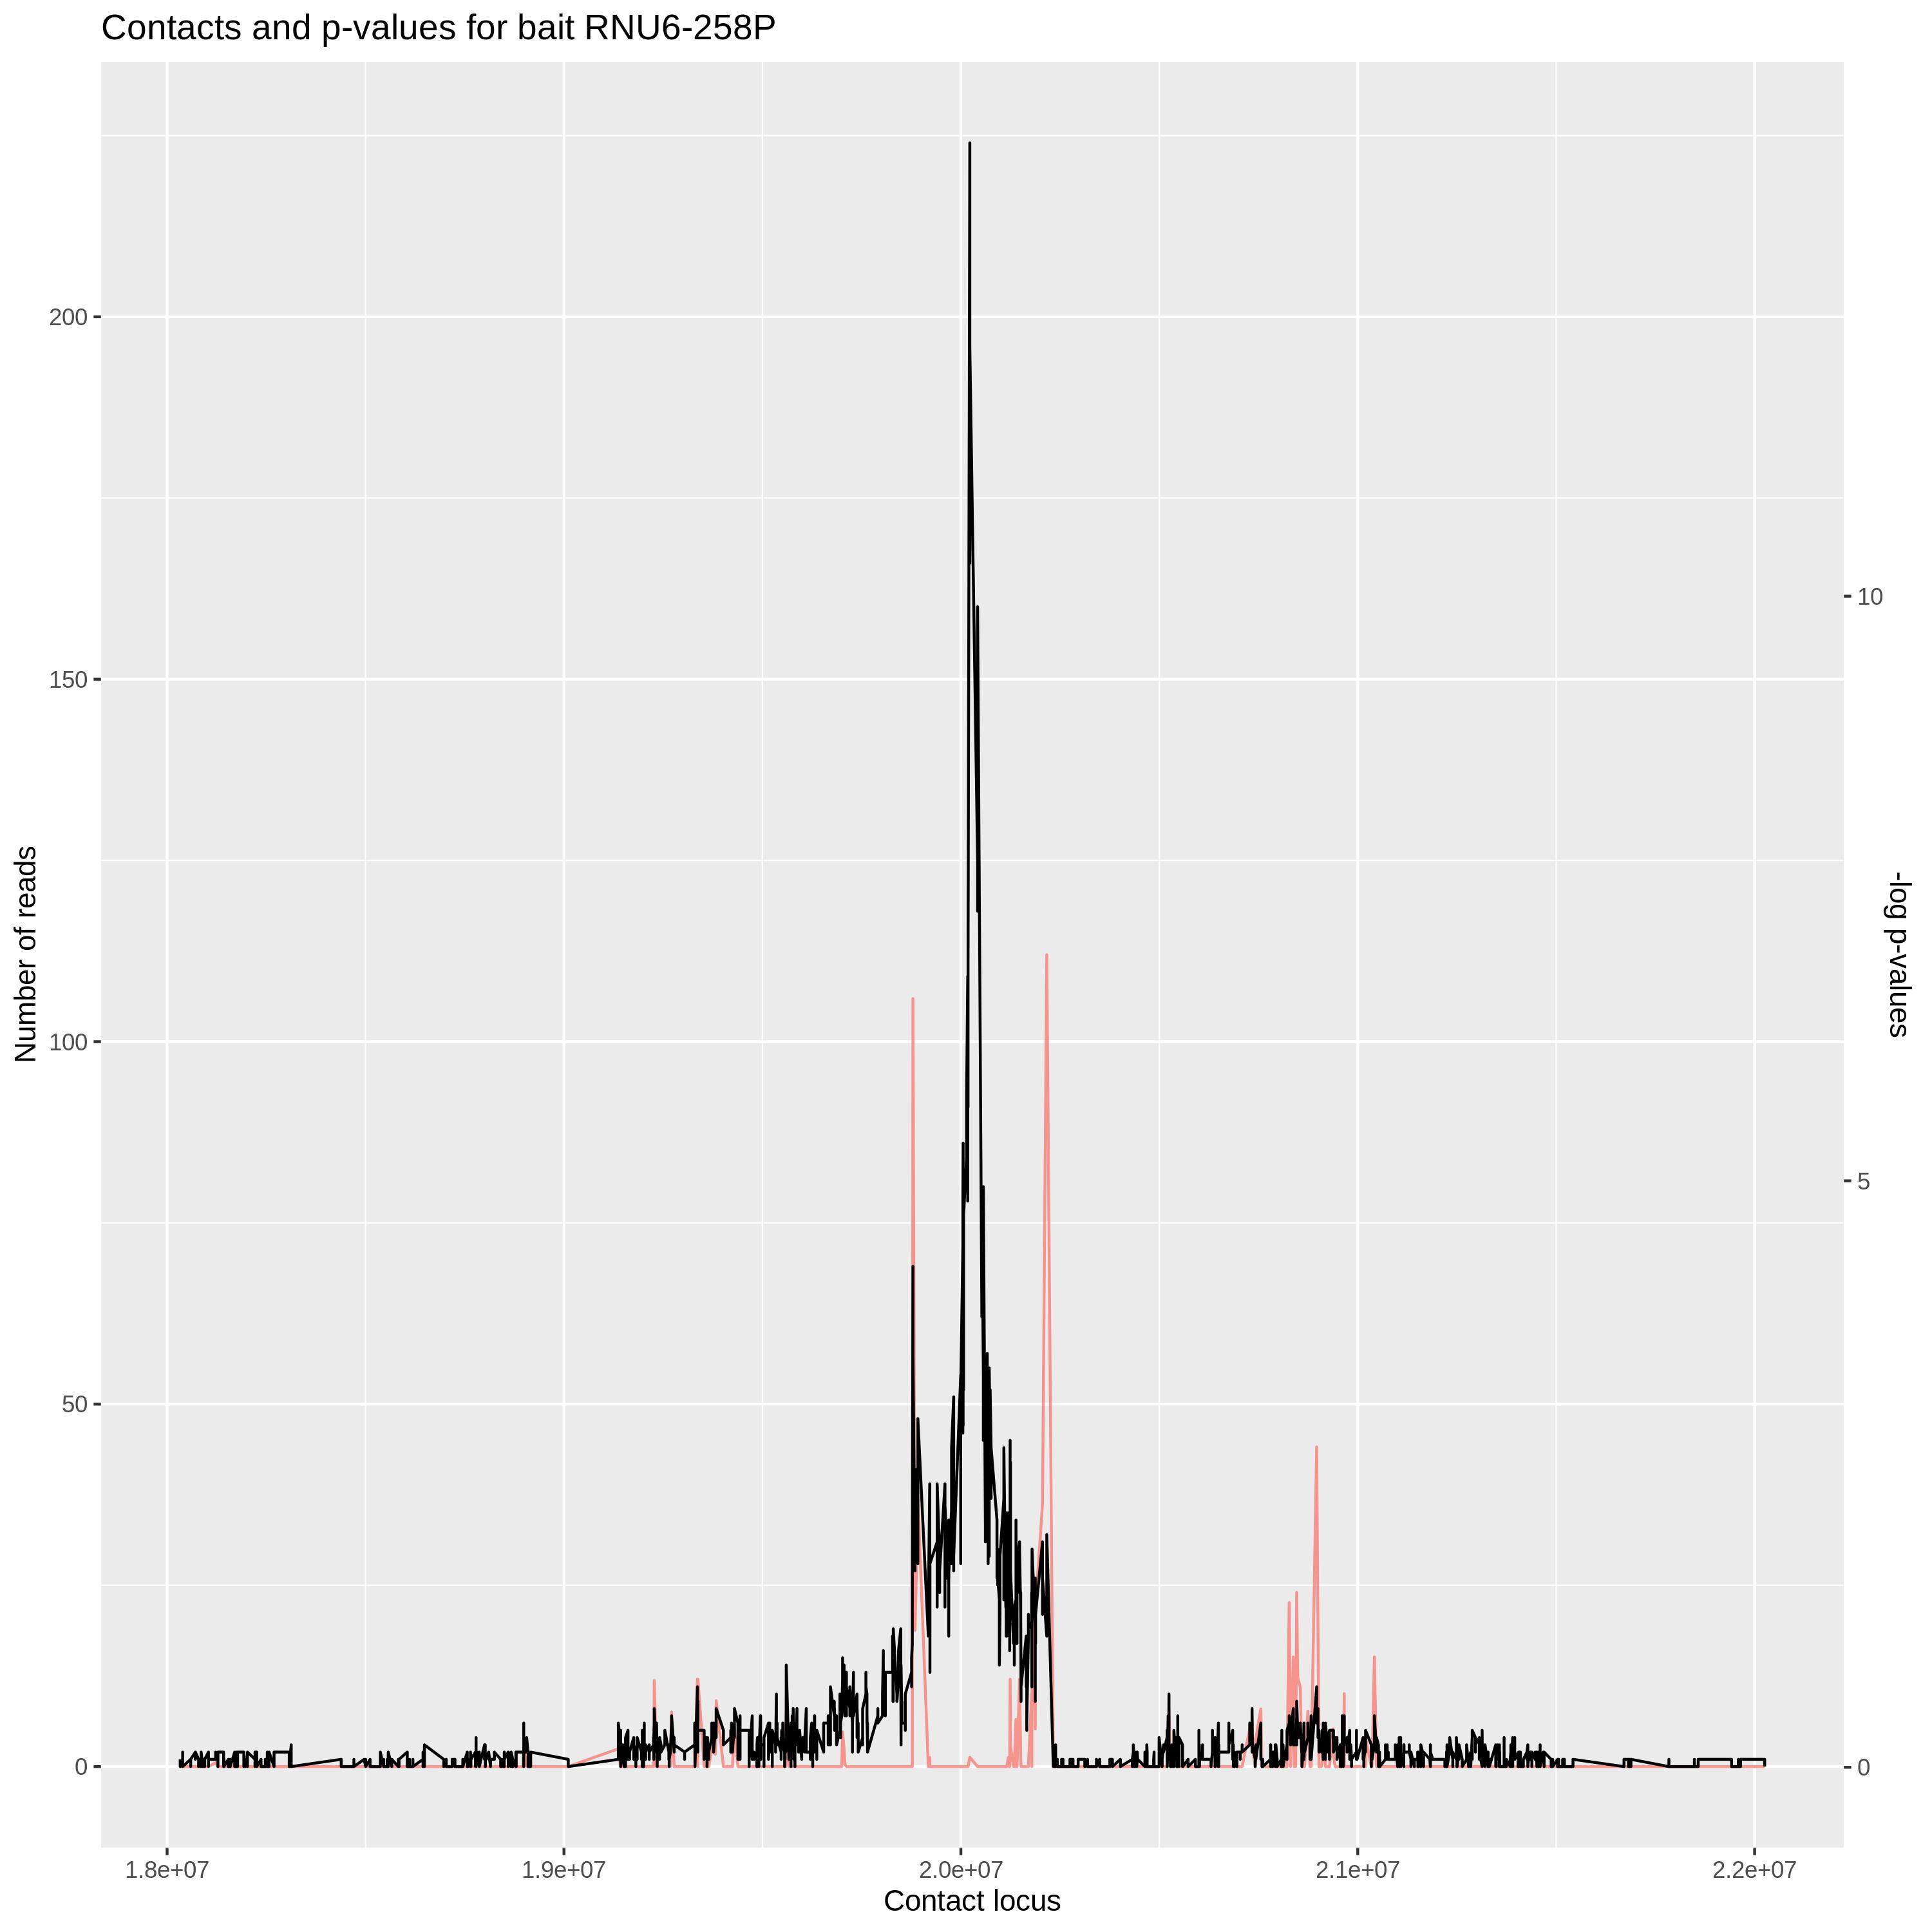 Contacts and p-values for bait RNU6-258P
200
150
100
50
0
Number of reads
10
5
0
-log p-values
1.8e+07
1.9e+07
2.0e+07
2.1e+07
2.2e+07
Contact locus